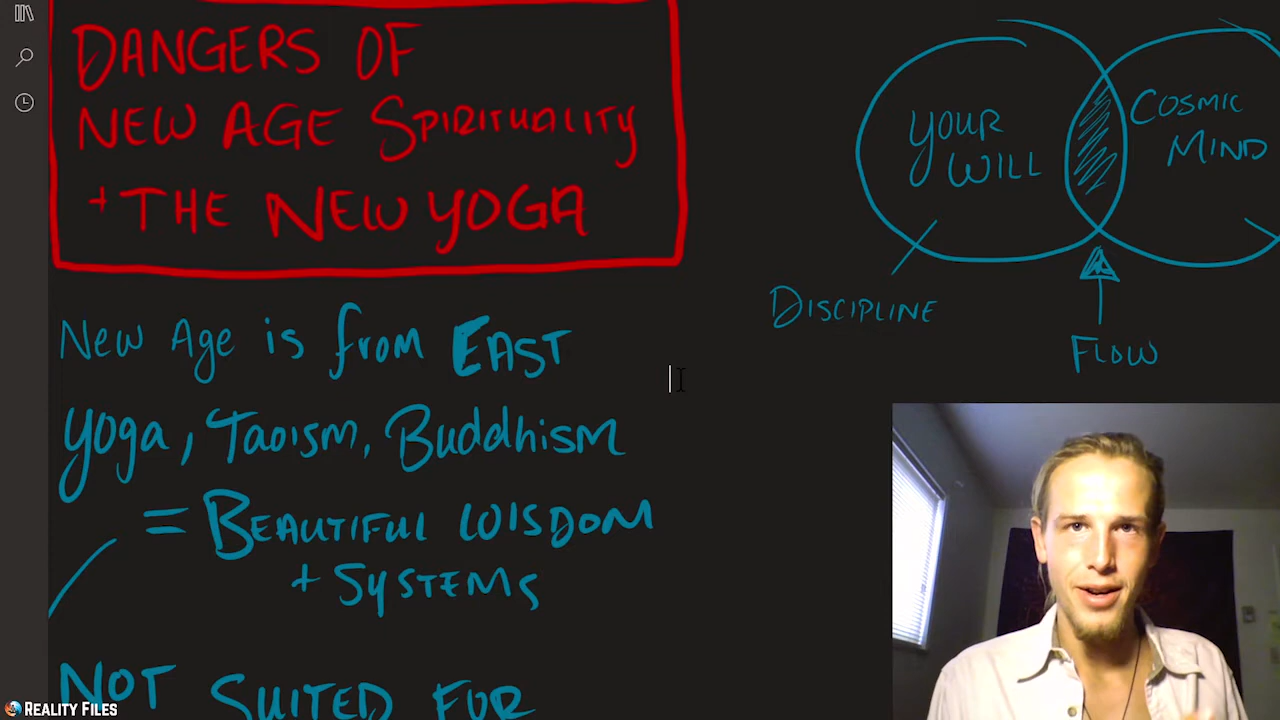 DANGERS OF
NEW AGE SPIRITUALITY
+ THE NEW YOGA
YOUR
WILL
COSMIC
MIND
DISCIPLINE
FLOW
New Age is from EAST
Yoga, Taoism, Buddhism
= BEAUTIFUL WISDOM
+ SYSTEMS
NOT SUITED FOR
REALITY FILES